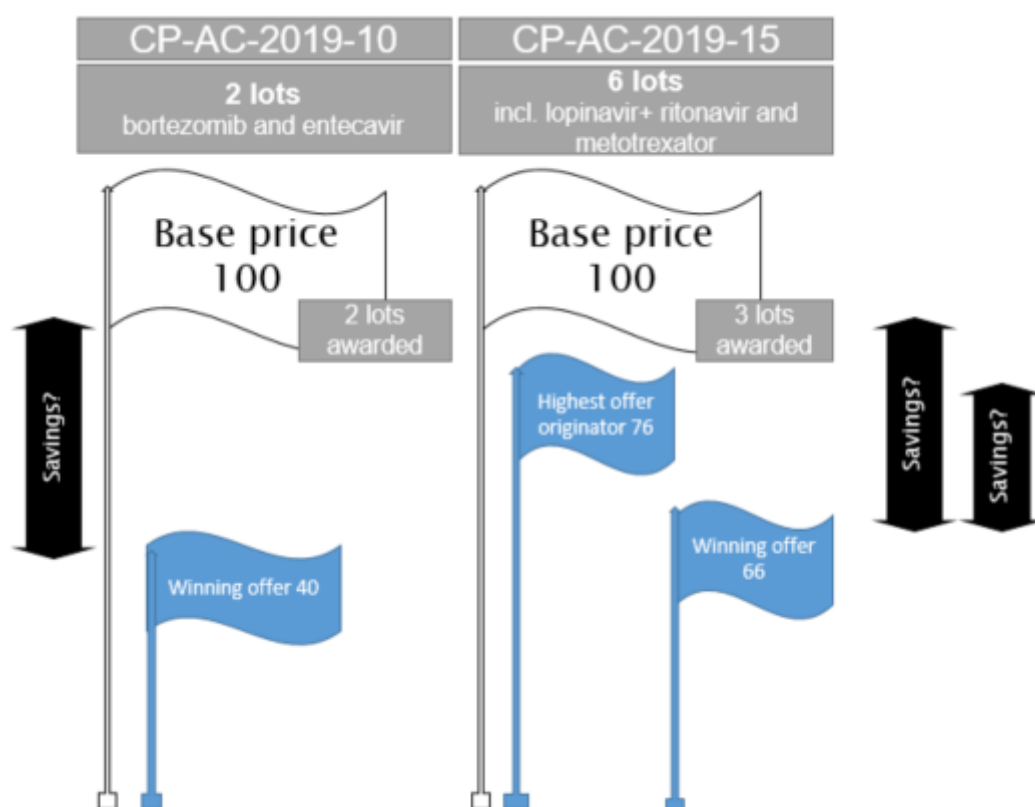 CP-AC-2019-10
CP-AC-2019-15
2 lots
bortezomib and entecavir
6 lots
incl. lopinavir+ ritonavir and
metotrexator
Base price
100
2 lots
awarded
Base price
100
3 lots
awarded
Savings?
Highest offer
originator 76
Winning offer 40
Winning offer
66
Savings?
Savings?